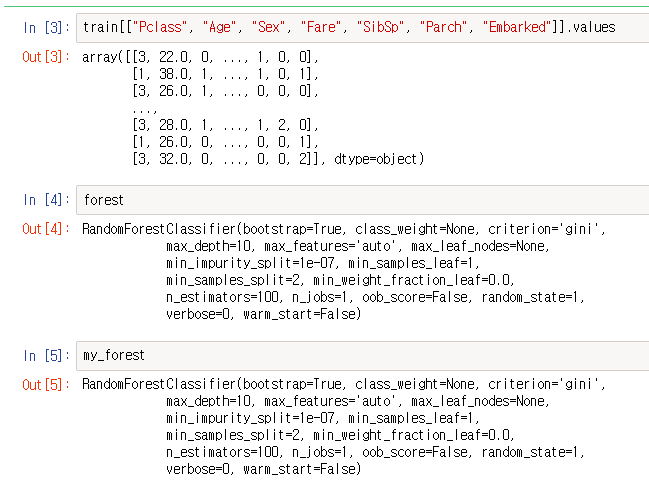 In [3]: train[["Pclass", "Age", "Sex", "Fare", "SibSp", "Parch", "Embarked"]].values
Out[3]: array([[3, 22.0, 0, ..., 1, 0, 0],
[1, 38.0, 1, ..., 1, 0, 1],
[3, 26.0, 1, ..., 0, 0, 0],
...,
[3, 28.0, 1, ..., 1, 2, 0],
[1, 26.0, 0, ..., 0, 0, 1],
[3, 32.0, 0, ..., 0, 0, 2]], dtype=object)
In [4]: forest
Out[4]: RandomForestClassifier(bootstrap=True, class_weight=None, criterion='gini',
max_depth=10, max_features='auto', max_leaf_nodes=None,
min_impurity_split=1e-07, min_samples_leaf=1,
min_samples_split=2, min_weight_fraction_leaf=0.0,
n_estimators=100, n_jobs=1, oob_score=False, random_state=1,
verbose=0, warm_start=False)
In [5]: my_forest
Out[5]: RandomForestClassifier(bootstrap=True, class_weight=None, criterion='gini',
max_depth=10, max_features='auto', max_leaf_nodes=None,
min_impurity_split=1e-07, min_samples_leaf=1,
min_samples_split=2, min_weight_fraction_leaf=0.0,
n_estimators=100, n_jobs=1, oob_score=False, random_state=1,
verbose=0, warm_start=False)